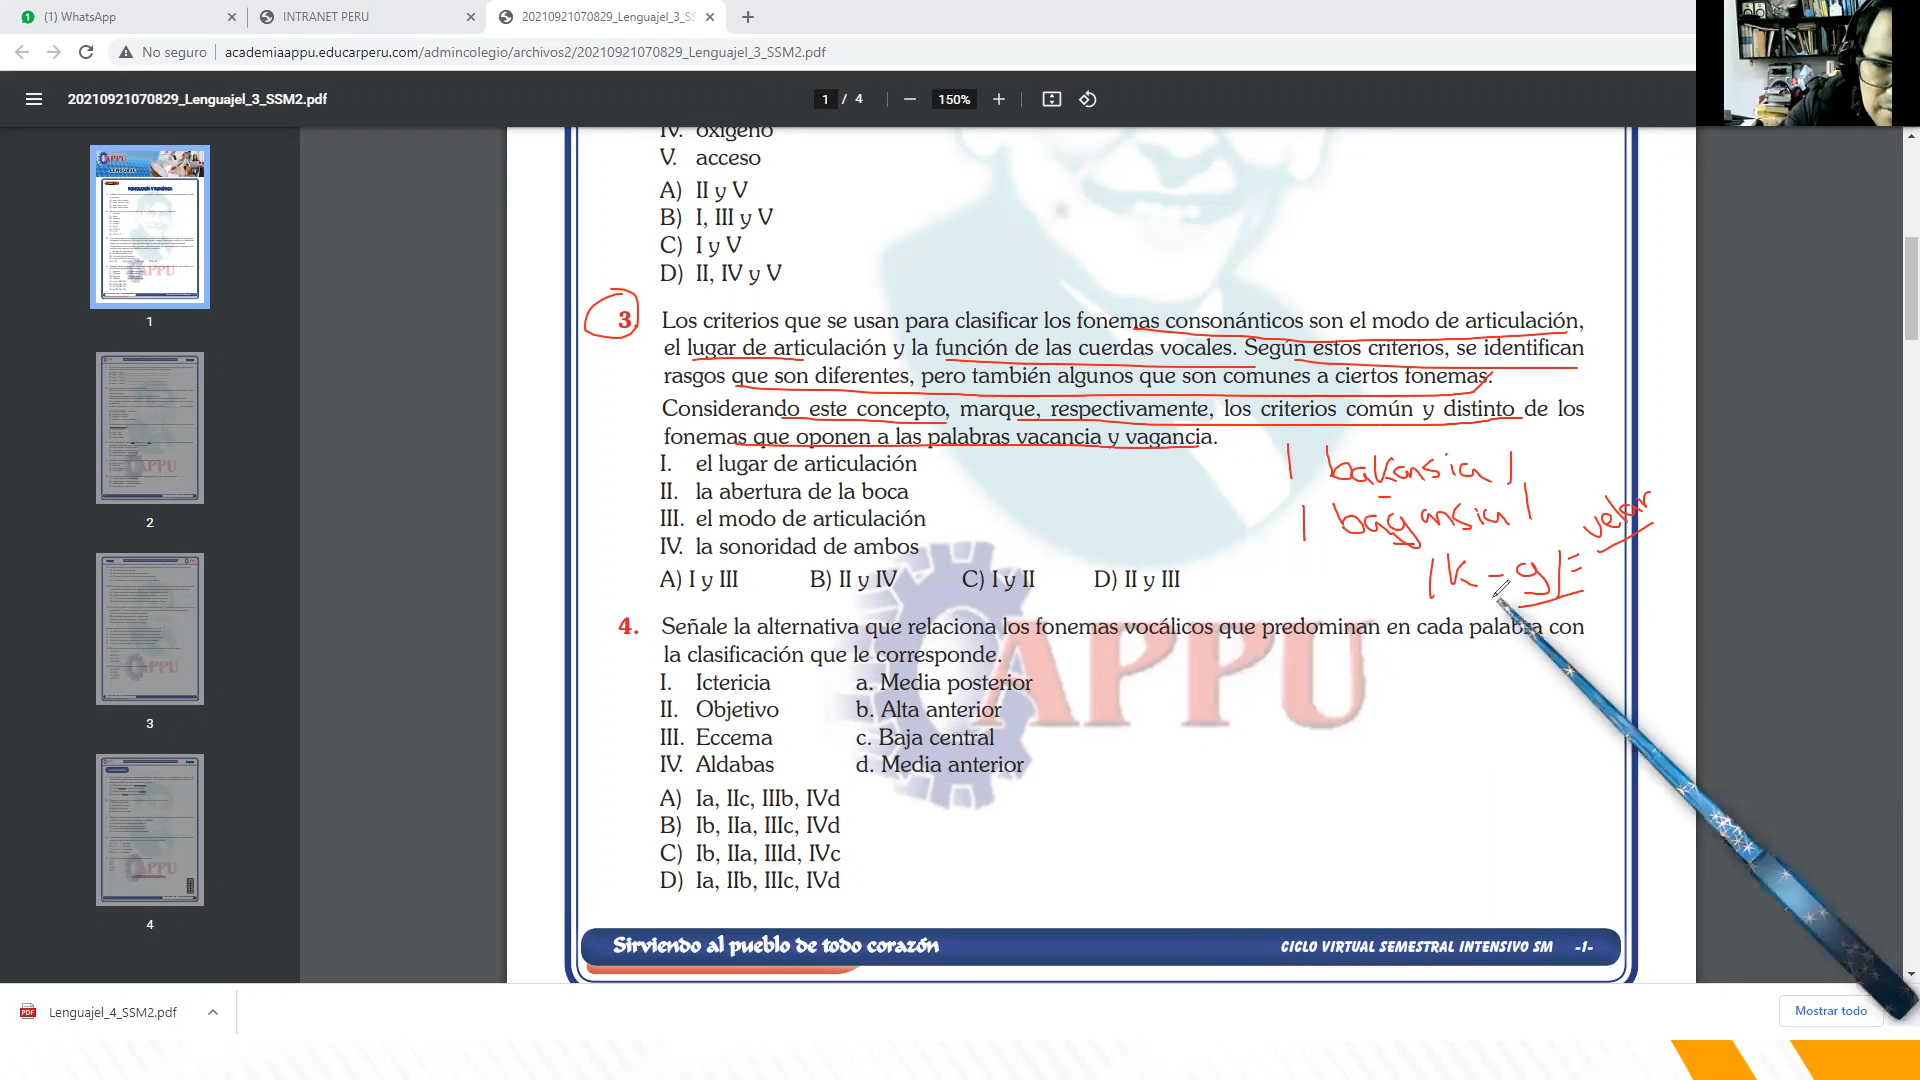 (1) WhatsApp
INTRANET PERU
20210921070829_Lenguajel_3_SS
No seguro
academiaappu.educarperu.com/admincolegio/archivos2/20210921070829_Lenguajel_3_SSM2.pdf
20210921070829_Lenguajel_3_SSM2.pdf
1 / 4
150%
IV. oxígeno
V. acceso
A) II y V
B) I, III y V
C) I y V
D) II, IV y V
3. Los criterios que se usan para clasificar los fonemas consonánticos son el modo de articulación,
el lugar de articulación y la función de las cuerdas vocales. Según estos criterios, se identifican
rasgos que son diferentes, pero también algunos que son comunes a ciertos fonemas.
Considerando este concepto, marque, respectivamente, los criterios común y distinto de los
fonemas que oponen a las palabras vacancia y vagancia.
I. el lugar de articulación
II. la abertura de la boca
III. el modo de articulación
IV. la sonoridad de ambos
A) I y III B) II y IV C) I y II D) II y III
| bakansia |
| bagansia |
velar
|k - g| =
4. Señale la alternativa que relaciona los fonemas vocálicos que predominan en cada palabra con
la clasificación que le corresponde.
I. Ictericia a. Media posterior
II. Objetivo b. Alta anterior
III. Eccema c. Baja central
IV. Aldabas d. Media anterior
A) Ia, IIc, IIIb, IVd
B) Ib, IIa, IIIc, IVd
C) Ib, IIa, IIId, IVc
D) Ia, IIb, IIIc, IVd
APPU
Sirviendo al pueblo de todo corazón
CICLO VIRTUAL SEMESTRAL INTENSIVO SM -1-
1
2
3
4
Lenguajel_4_SSM2.pdf
Mostrar todo